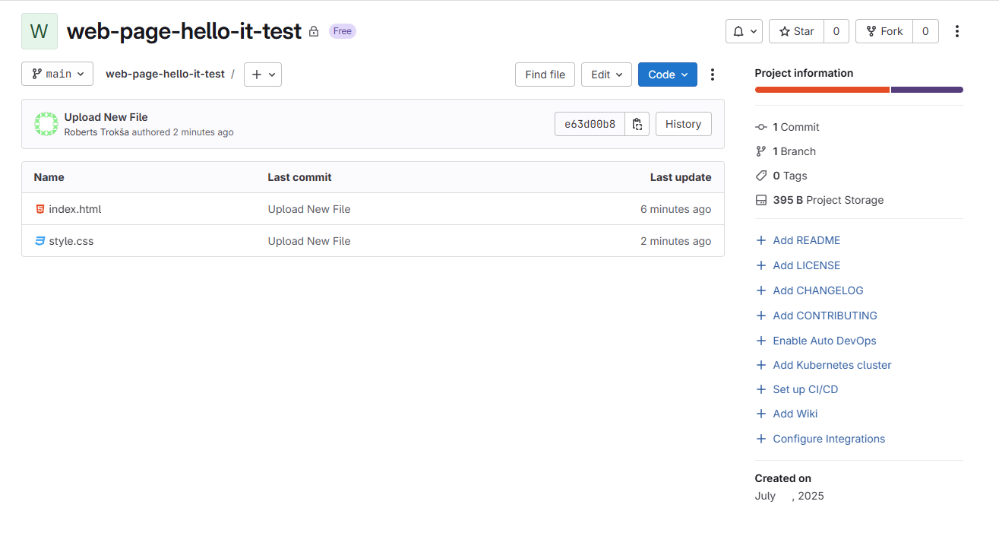 W web-page-hello-it-test Free Star 0 Fork 0
main web-page-hello-it-test / + Find file Edit Code
Upload New File
Roberts Trokša authored 2 minutes ago
e63d00b8 History
Name Last commit Last update
index.html Upload New File 6 minutes ago
style.css Upload New File 2 minutes ago
Project information
1 Commit
1 Branch
0 Tags
395 B Project Storage
Add README
Add LICENSE
Add CHANGELOG
Add CONTRIBUTING
Enable Auto DevOps
Add Kubernetes cluster
Set up CI/CD
Add Wiki
Configure Integrations
Created on
July , 2025